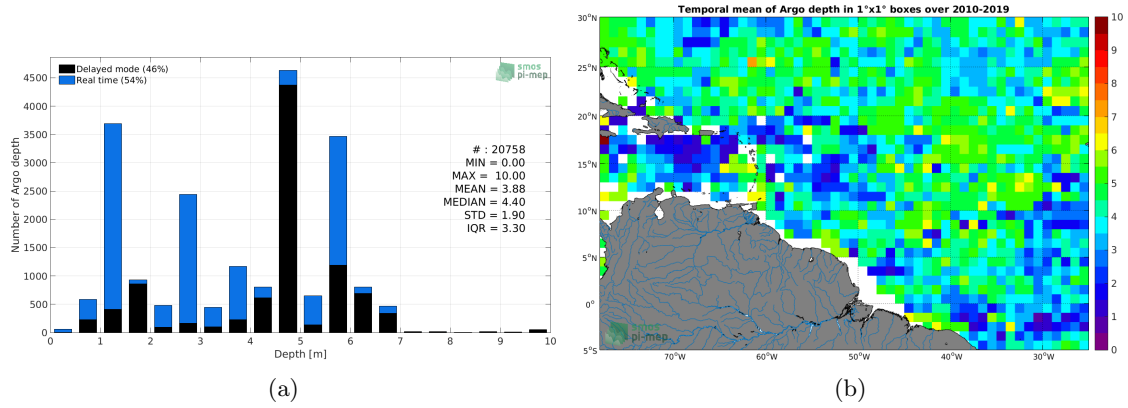 Delayed mode (46%)
Real time (54%)
smos
pi-mep
Number of Argo depth
4500
4000
3500
3000
2500
2000
1500
1000
500
0
# : 20758
MIN = 0.00
MAX = 10.00
MEAN = 3.88
MEDIAN = 4.40
STD = 1.90
IQR = 3.30
0 1 2 3 4 5 6 7 8 9 10
Depth [m]
(a)
Temporal mean of Argo depth in 1°x1° boxes over 2010-2019
30°N
25°N
20°N
15°N
10°N
5°N
0°
5°S
70°W 60°W 50°W 40°W 30°W
smos
pi-mep
10
9
8
7
6
5
4
3
2
1
0
(b)